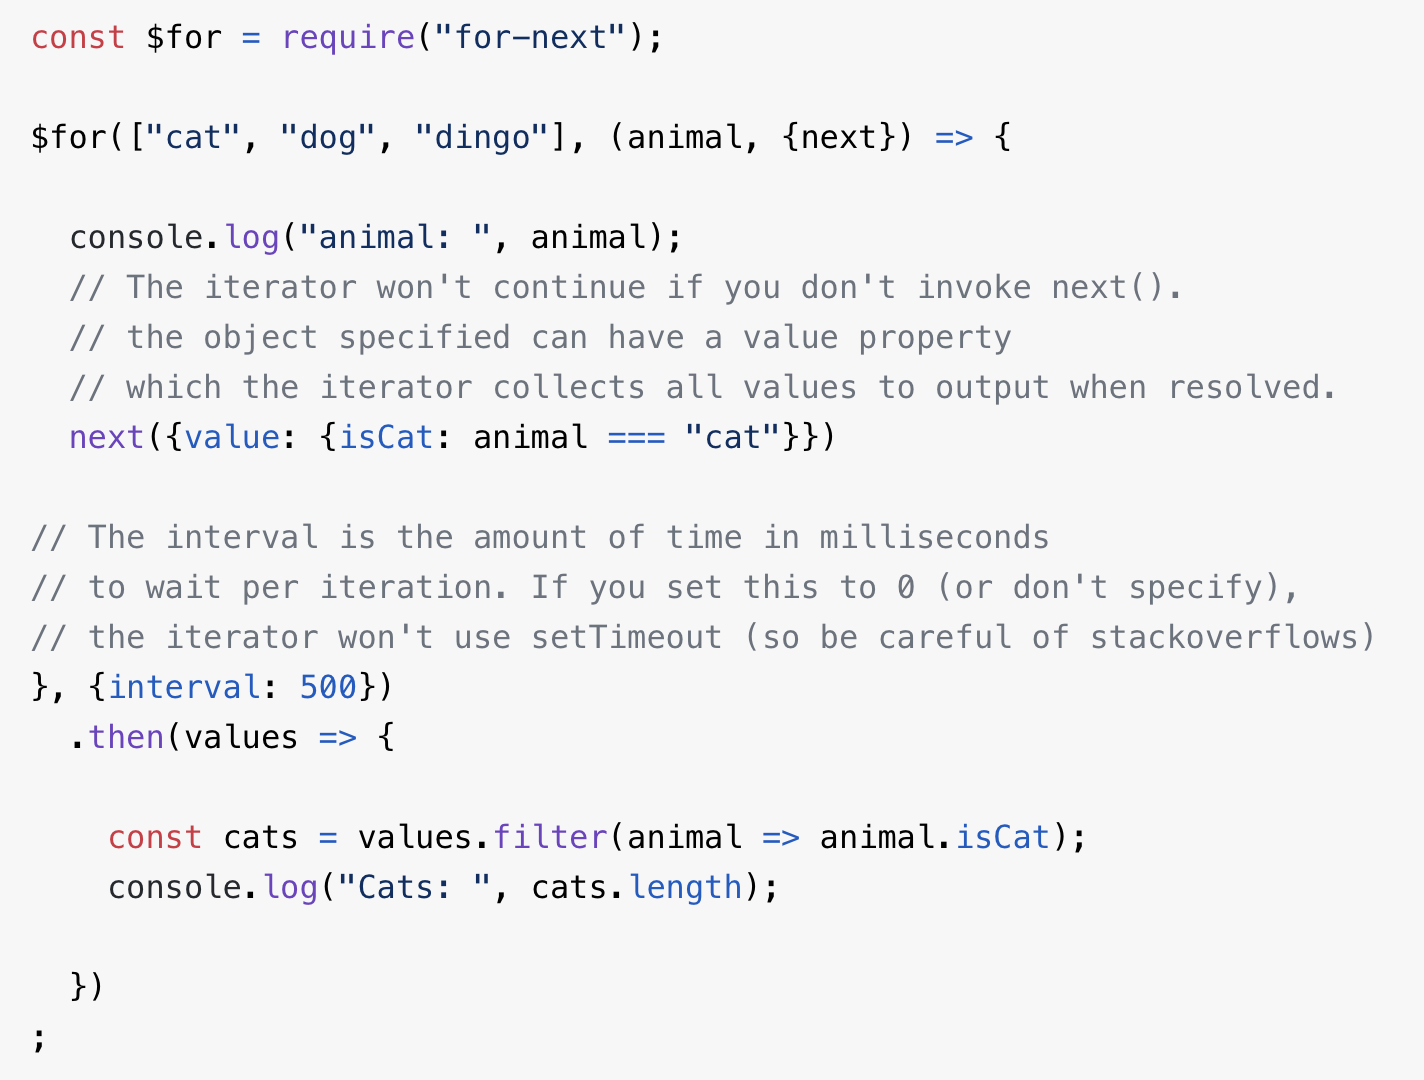 const $for = require("for-next");
$for(["cat", "dog", "dingo"], (animal, {next}) => {
console.log("animal: ", animal);
// The iterator won't continue if you don't invoke next().
// the object specified can have a value property
// which the iterator collects all values to output when resolved.
next({value: {isCat: animal === "cat"}})
// The interval is the amount of time in milliseconds
// to wait per iteration. If you set this to 0 (or don't specify),
// the iterator won't use setTimeout (so be careful of stackoverflows)
}, {interval: 500})
.then(values => {
const cats = values.filter(animal => animal.isCat);
console.log("Cats: ", cats.length);
})
;